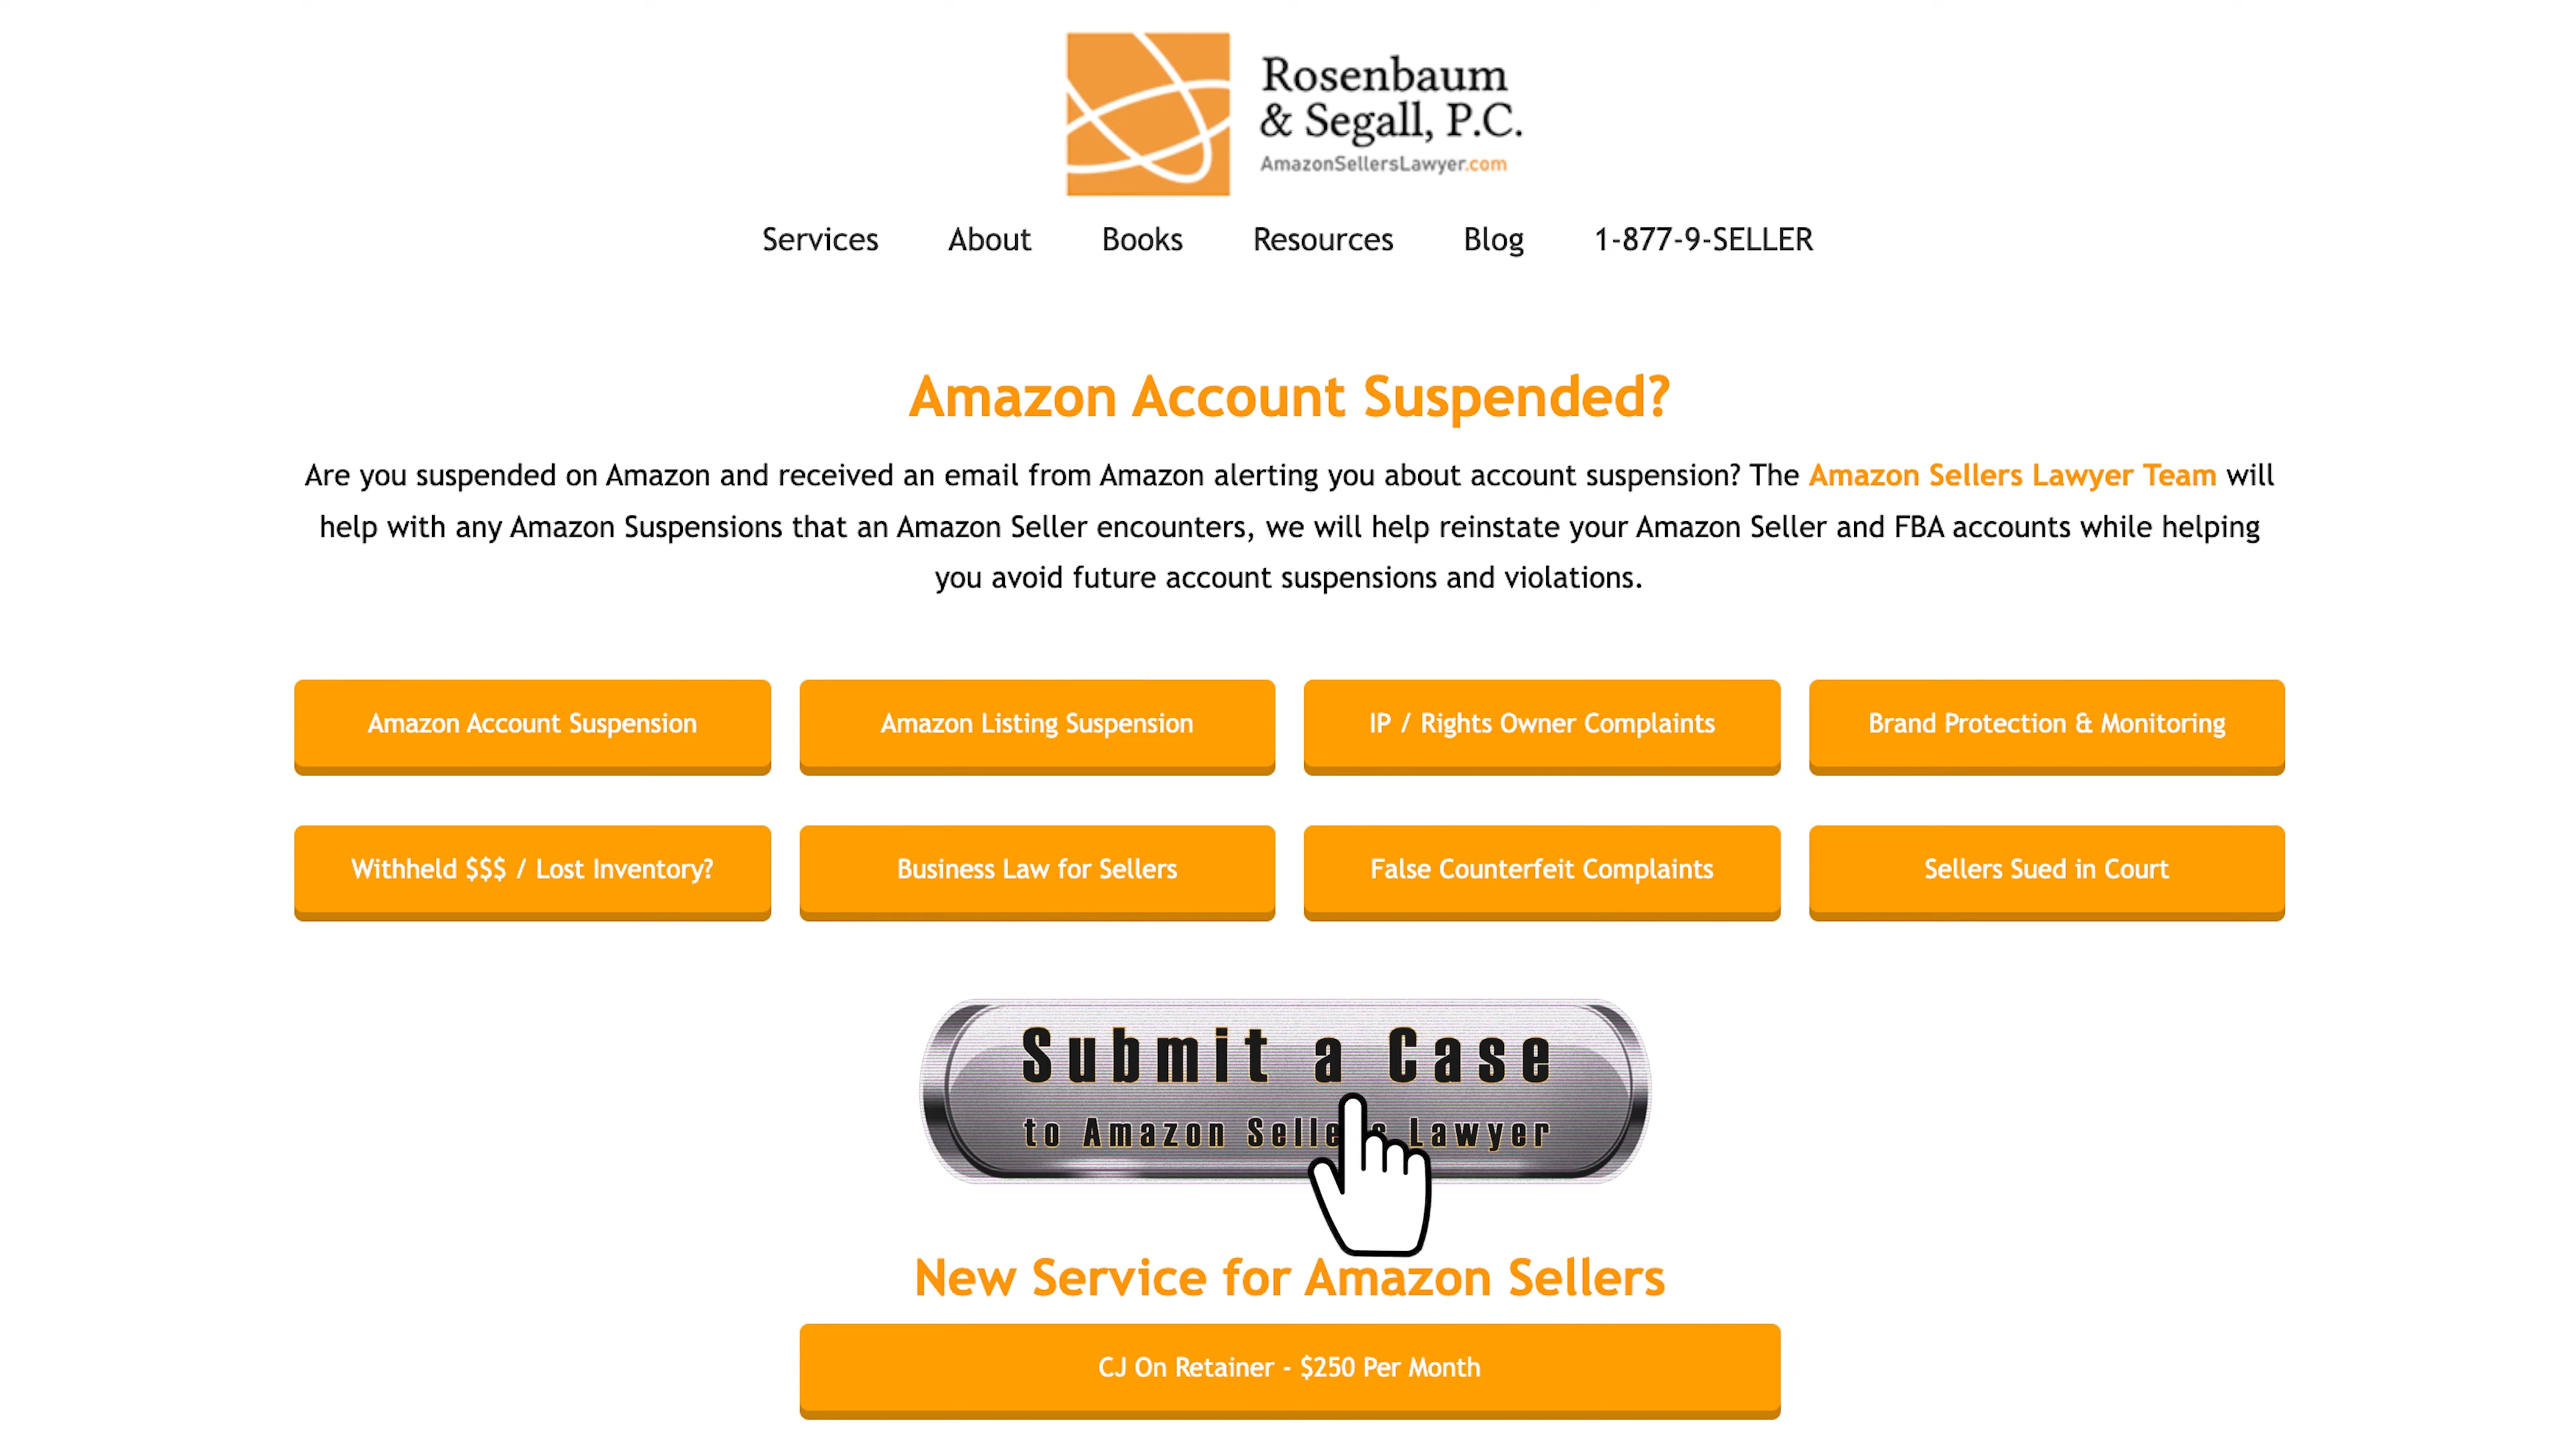 Rosenbaum
& Segall, P.C.
AmazonSellersLawyer.com
Services About Books Resources Blog 1-877-9-SELLER
Amazon Account Suspended?
Are you suspended on Amazon and received an email from Amazon alerting you about account suspension? The Amazon Sellers Lawyer Team will
help with any Amazon Suspensions that an Amazon Seller encounters, we will help reinstate your Amazon Seller and FBA accounts while helping
you avoid future account suspensions and violations.
Amazon Account Suspension Amazon Listing Suspension IP / Rights Owner Complaints Brand Protection & Monitoring
Withheld $$$ / Lost Inventory? Business Law for Sellers False Counterfeit Complaints Sellers Sued in Court
Submit a Case
to Amazon Sellers Lawyer
New Service for Amazon Sellers
CJ On Retainer - $250 Per Month